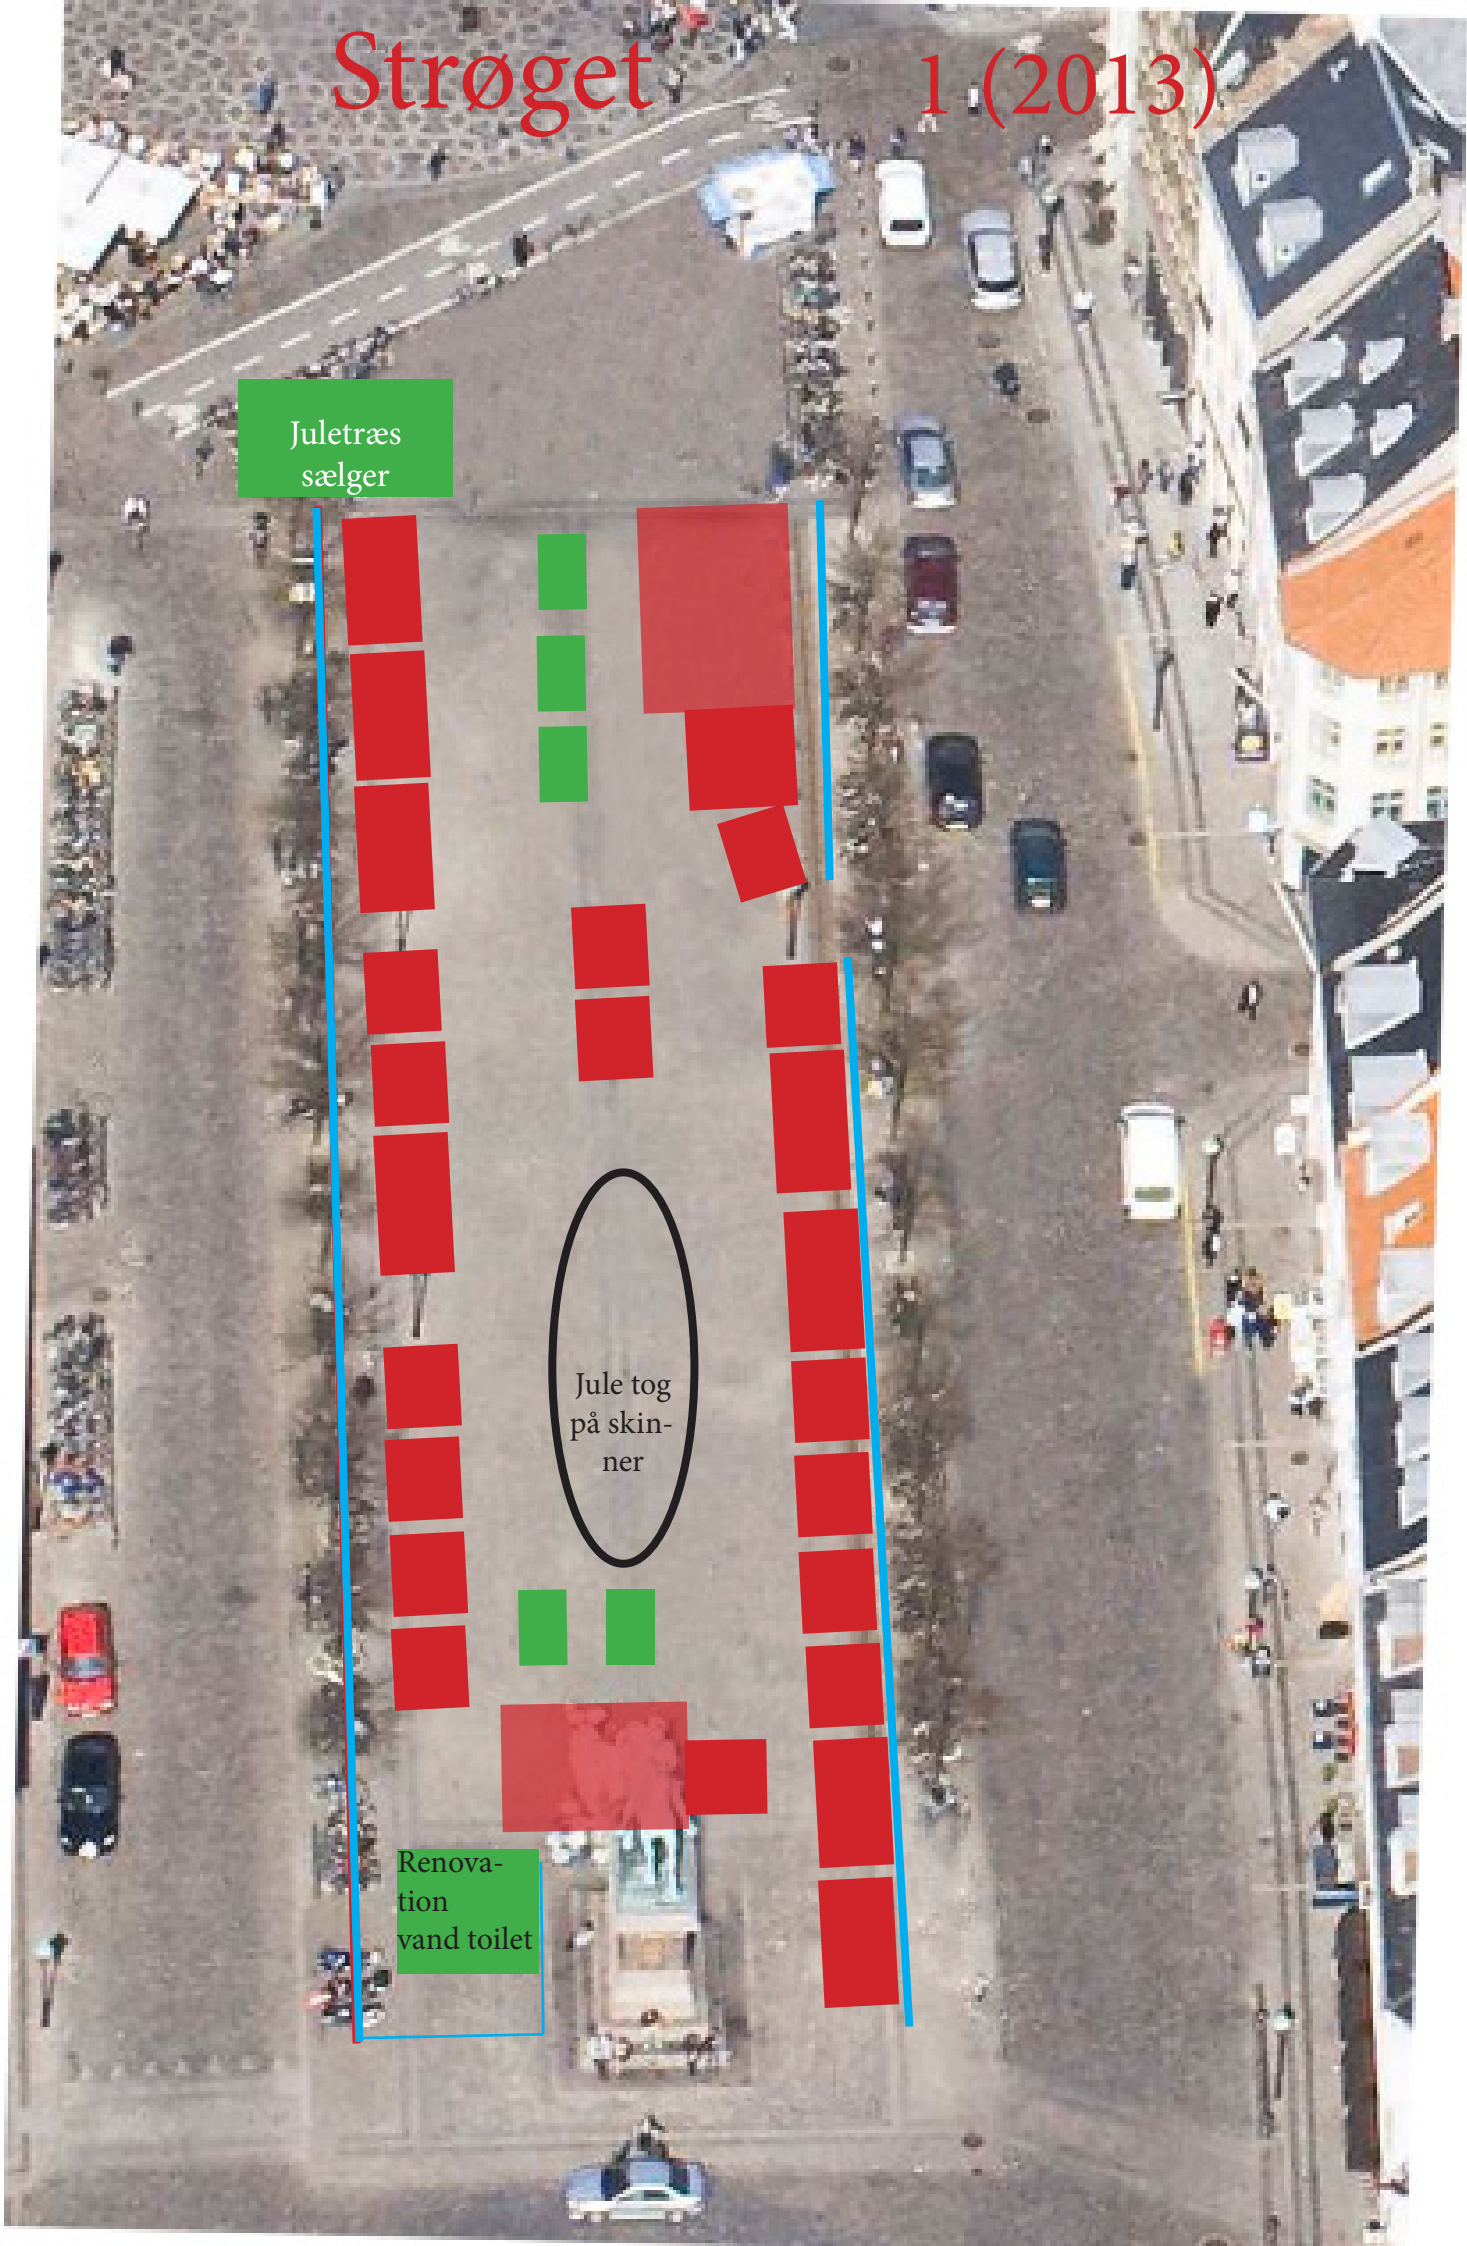 Strøget 1 (2013)
Juletræs
sælger
Jule tog
på skin-
ner
Renova-
tion
vand toilet